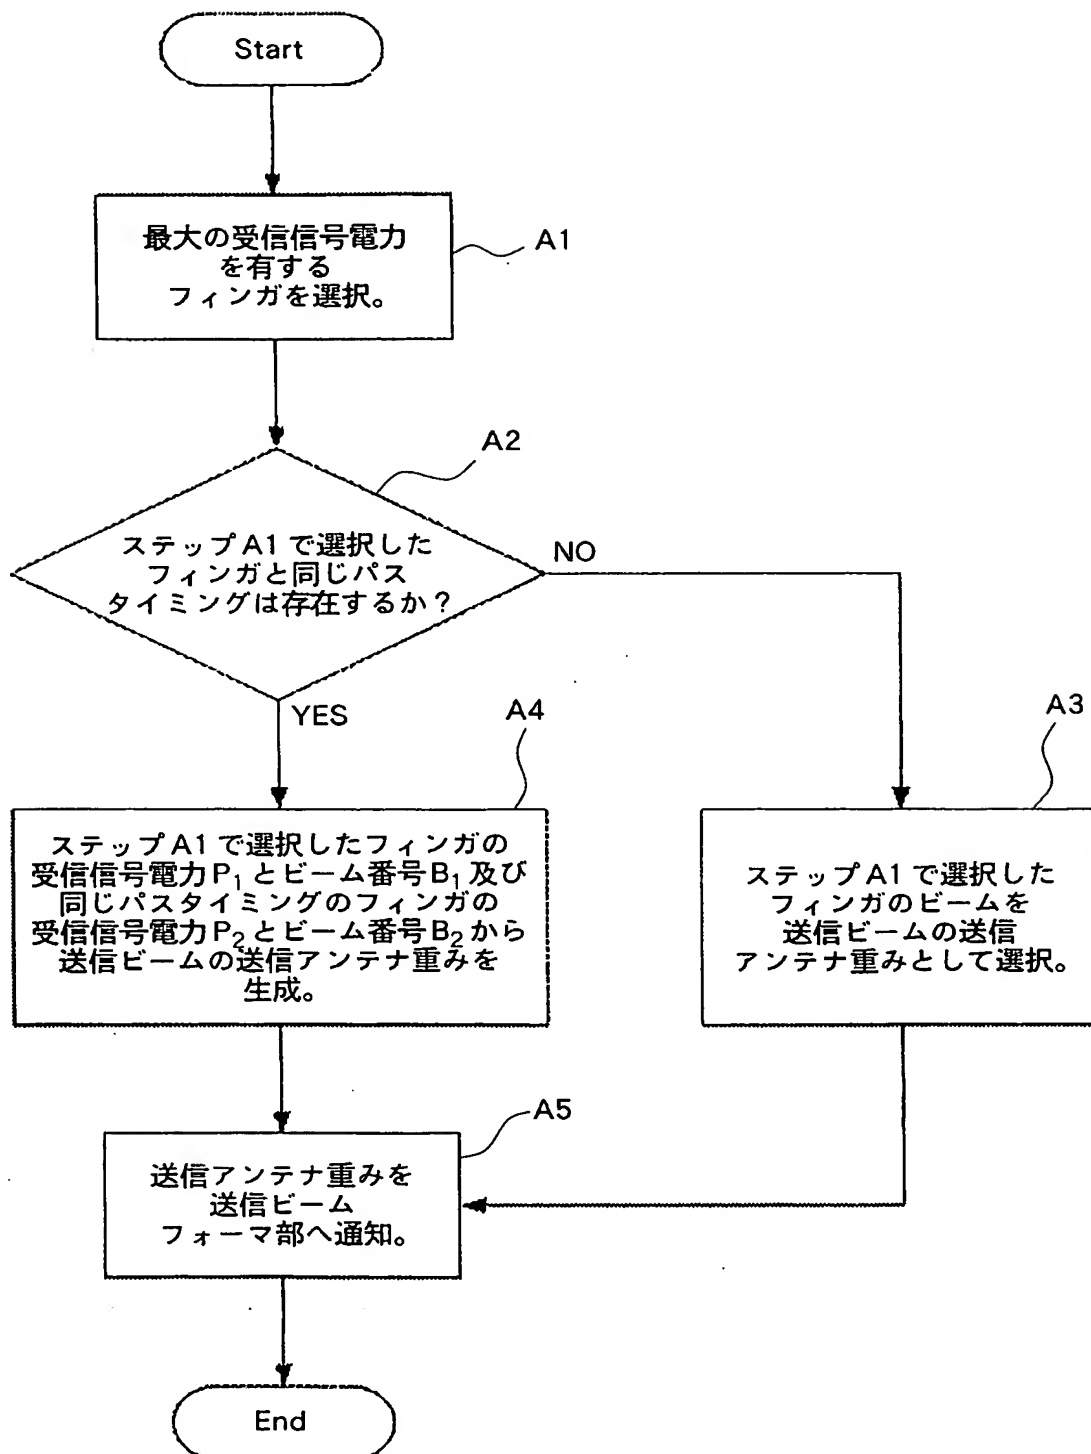 Start
最大の受信信号電力
を有する
フィンガを選択。
A1
A2
ステップA1で選択した
フィンガと同じパス
タイミングは存在するか?
NO
YES
A4
A3
ステップA1で選択したフィンガの
受信信号電力P₁とビーム番号B₁及び
同じパスタイミングのフィンガの
受信信号電力P₂とビーム番号B₂から
送信ビームの送信アンテナ重みを
生成。
ステップA1で選択した
フィンガのビームを
送信ビームの送信
アンテナ重みとして選択。
A5
送信アンテナ重みを
送信ビーム
フォーマ部へ通知。
End